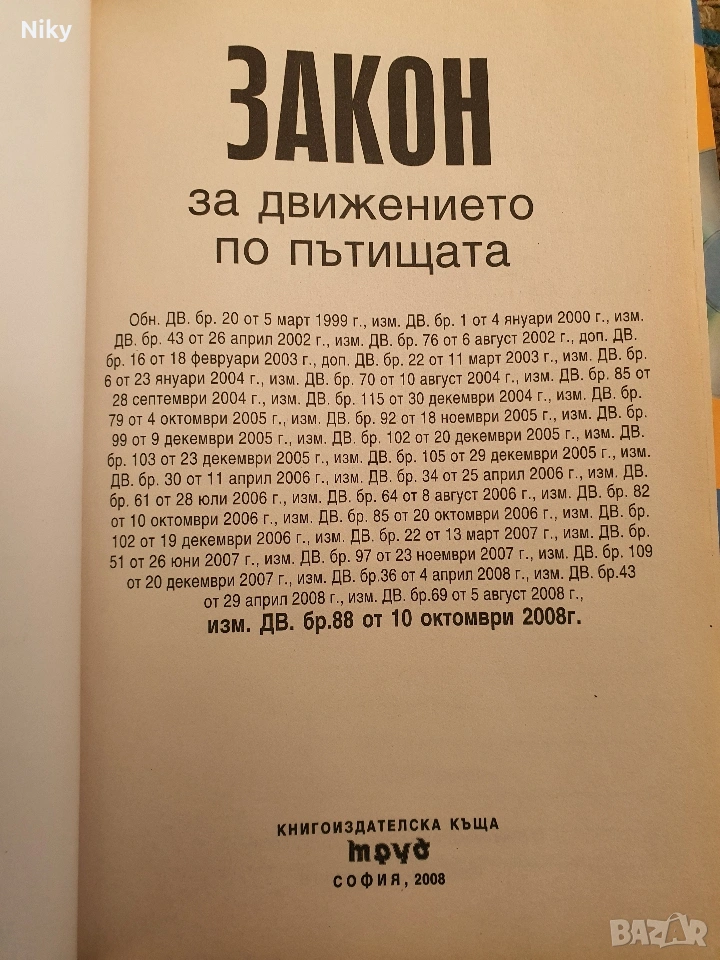 Niky
ЗАКОН
за движението
по пътищата
Обн. ДВ. бр. 20 от 5 март 1999 г., изм. ДВ. бр. 1 от 4 януари 2000 г., изм.
ДВ. бр. 43 от 26 април 2002 г., изм. ДВ. бр. 76 от 6 август 2002 г., доп. ДВ.
бр. 16 от 18 февруари 2003 г., доп. ДВ. бр. 22 от 11 март 2003 г., изм. ДВ. бр.
6 от 23 януари 2004 г., изм. ДВ. бр. 70 от 10 август 2004 г., изм. ДВ. бр. 85 от
28 септември 2004 г., изм. ДВ. бр. 115 от 30 декември 2004 г., изм. ДВ. бр.
79 от 4 октомври 2005 г., изм. ДВ. бр. 92 от 18 ноември 2005 г., изм. ДВ. бр.
99 от 9 декември 2005 г., изм. ДВ. бр. 102 от 20 декември 2005 г., изм. ДВ.
бр. 103 от 23 декември 2005 г., изм. ДВ. бр. 105 от 29 декември 2005 г., изм.
ДВ. бр. 30 от 11 април 2006 г., изм. ДВ. бр. 34 от 25 април 2006 г., изм. ДВ.
бр. 61 от 28 юли 2006 г., изм. ДВ. бр. 64 от 8 август 2006 г., изм. ДВ. бр. 82
от 10 октомври 2006 г., изм. ДВ. бр. 85 от 20 октомври 2006 г., изм. ДВ. бр.
102 от 19 декември 2006 г., изм. ДВ. бр. 22 от 13 март 2007 г., изм. ДВ. бр.
51 от 26 юни 2007 г., изм. ДВ. бр. 97 от 23 ноември 2007 г., изм. ДВ. бр. 109
от 20 декември 2007 г., изм. ДВ. бр.36 от 4 април 2008 г., изм. ДВ. бр.43
от 29 април 2008 г., изм. ДВ. бр.69 от 5 август 2008 г.,
изм. ДВ. бр.88 от 10 октомври 2008г.
КНИГОИЗДАТЕЛСКА КЪЩА
труд
СОФИЯ, 2008
BAZAR